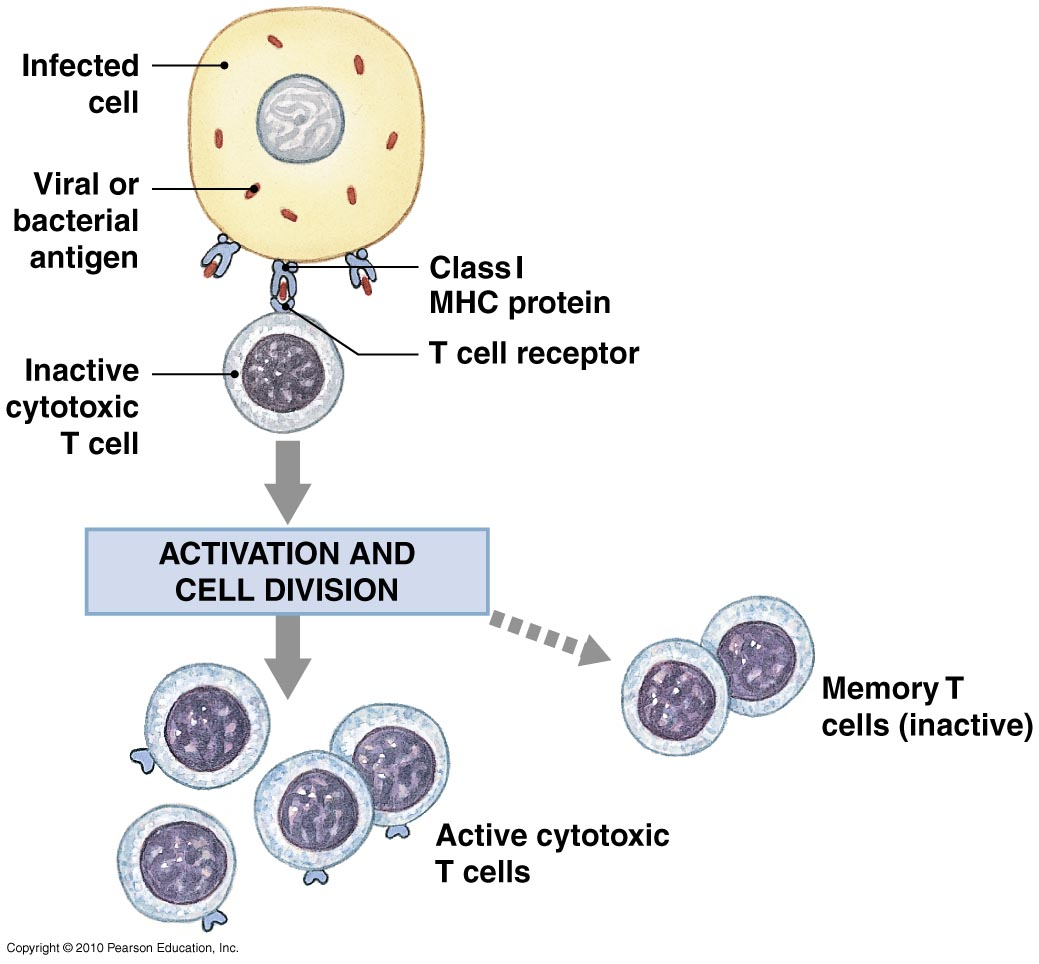 Infected
cell
Viral or
bacterial
antigen
Class I
MHC protein
T cell receptor
Inactive
cytotoxic
T cell
ACTIVATION AND
CELL DIVISION
Memory T
cells (inactive)
Active cytotoxic
T cells
Copyright © 2010 Pearson Education, Inc.